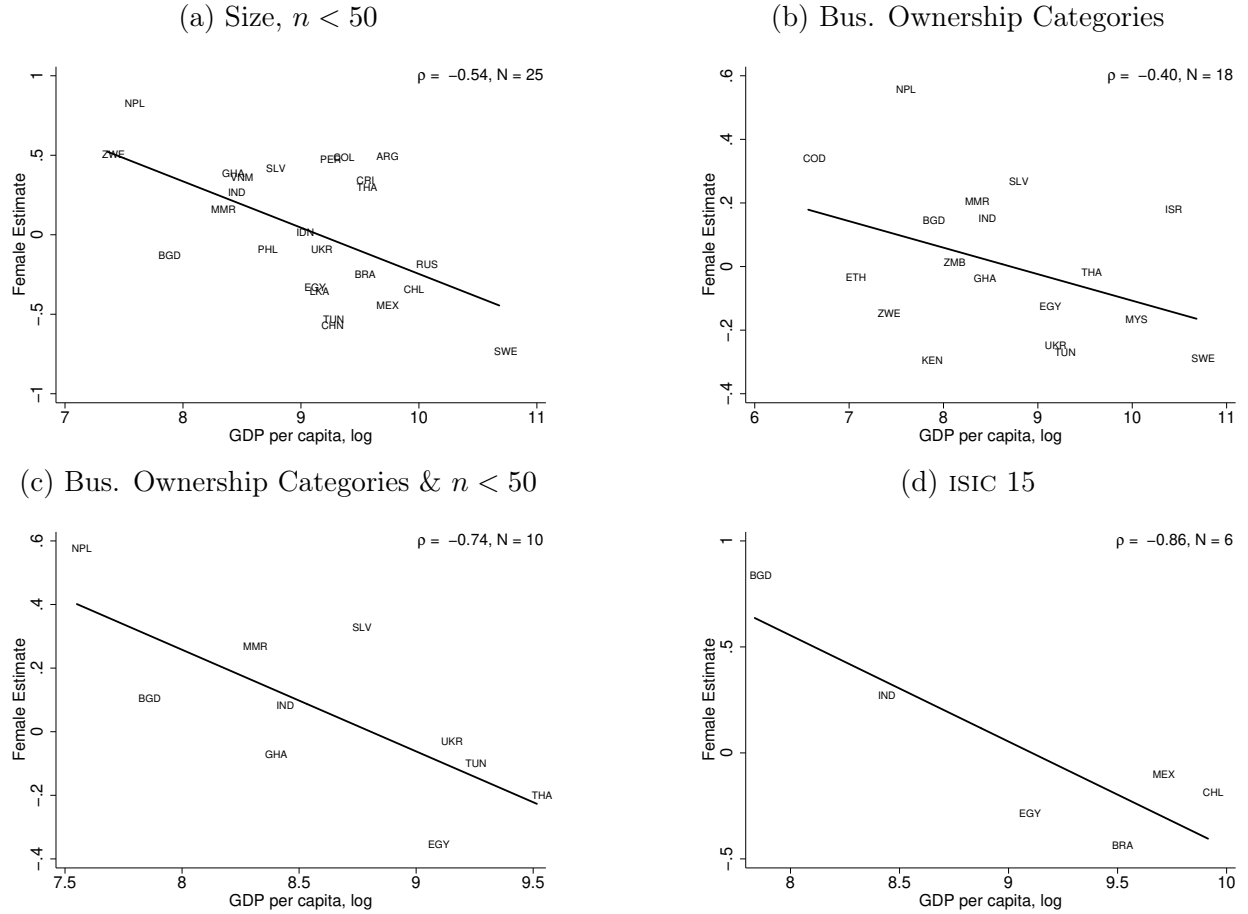 (a) Size, n < 50
ρ = −0.54, N = 25
Female Estimate
1
.5
0
−.5
−1
NPL
ZWE
GHA
VNM
SLV
PER
COL
ARG
CRI
THA
IND
MMR
IDN
BGD
PHL
UKR
RUS
BRA
EGY
LKA
CHL
MEX
TUN
CHN
SWE
7 8 9 10 11
GDP per capita, log
(b) Bus. Ownership Categories
ρ = −0.40, N = 18
Female Estimate
.6
.4
.2
0
−.2
−.4
NPL
COD
SLV
MMR
ISR
BGD
IND
ZMB
THA
ETH
GHA
EGY
ZWE
MYS
UKR
TUN
KEN
SWE
6 7 8 9 10 11
GDP per capita, log
(c) Bus. Ownership Categories & n < 50
ρ = −0.74, N = 10
Female Estimate
.6
.4
.2
0
−.2
−.4
NPL
SLV
MMR
BGD
IND
UKR
GHA
TUN
THA
EGY
7.5 8 8.5 9 9.5
GDP per capita, log
(d) ISIC 15
ρ = −0.86, N = 6
Female Estimate
1
.5
0
−.5
BGD
IND
MEX
CHL
EGY
BRA
8 8.5 9 9.5 10
GDP per capita, log